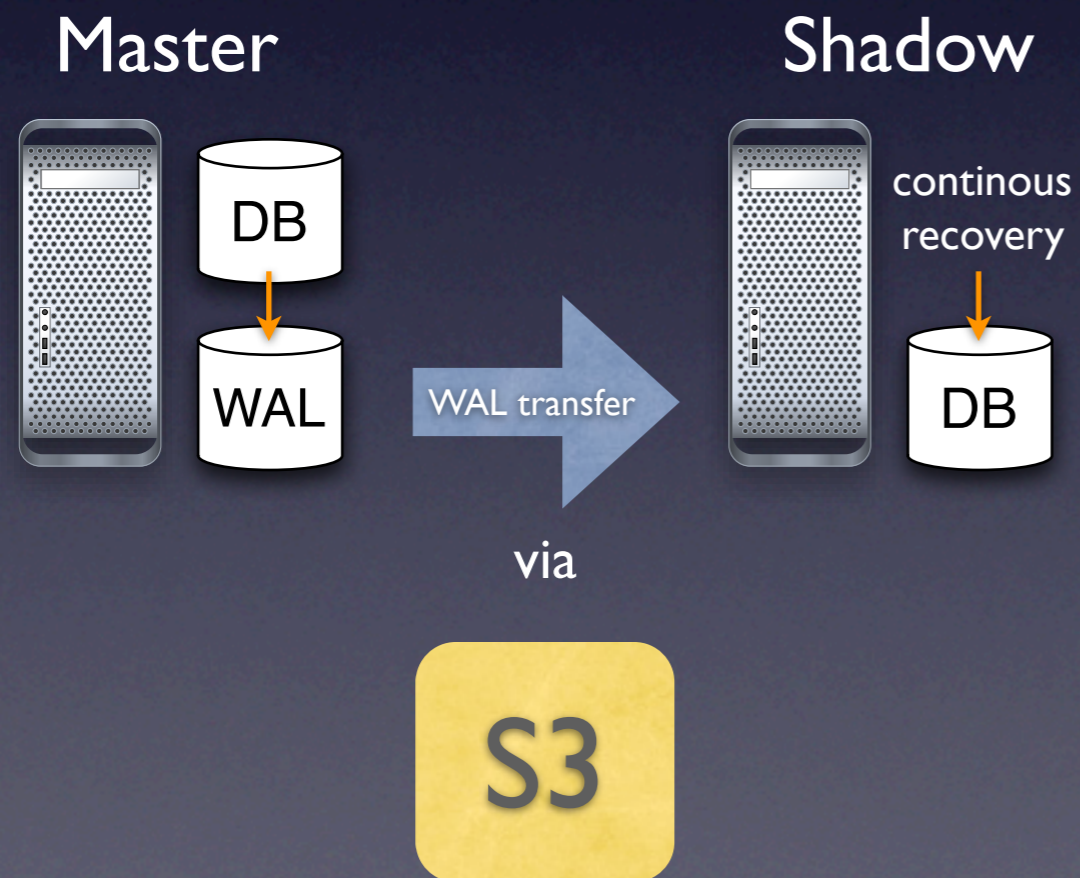 Master
Shadow
DB
WAL
WAL transfer
continous
recovery
DB
via
S3